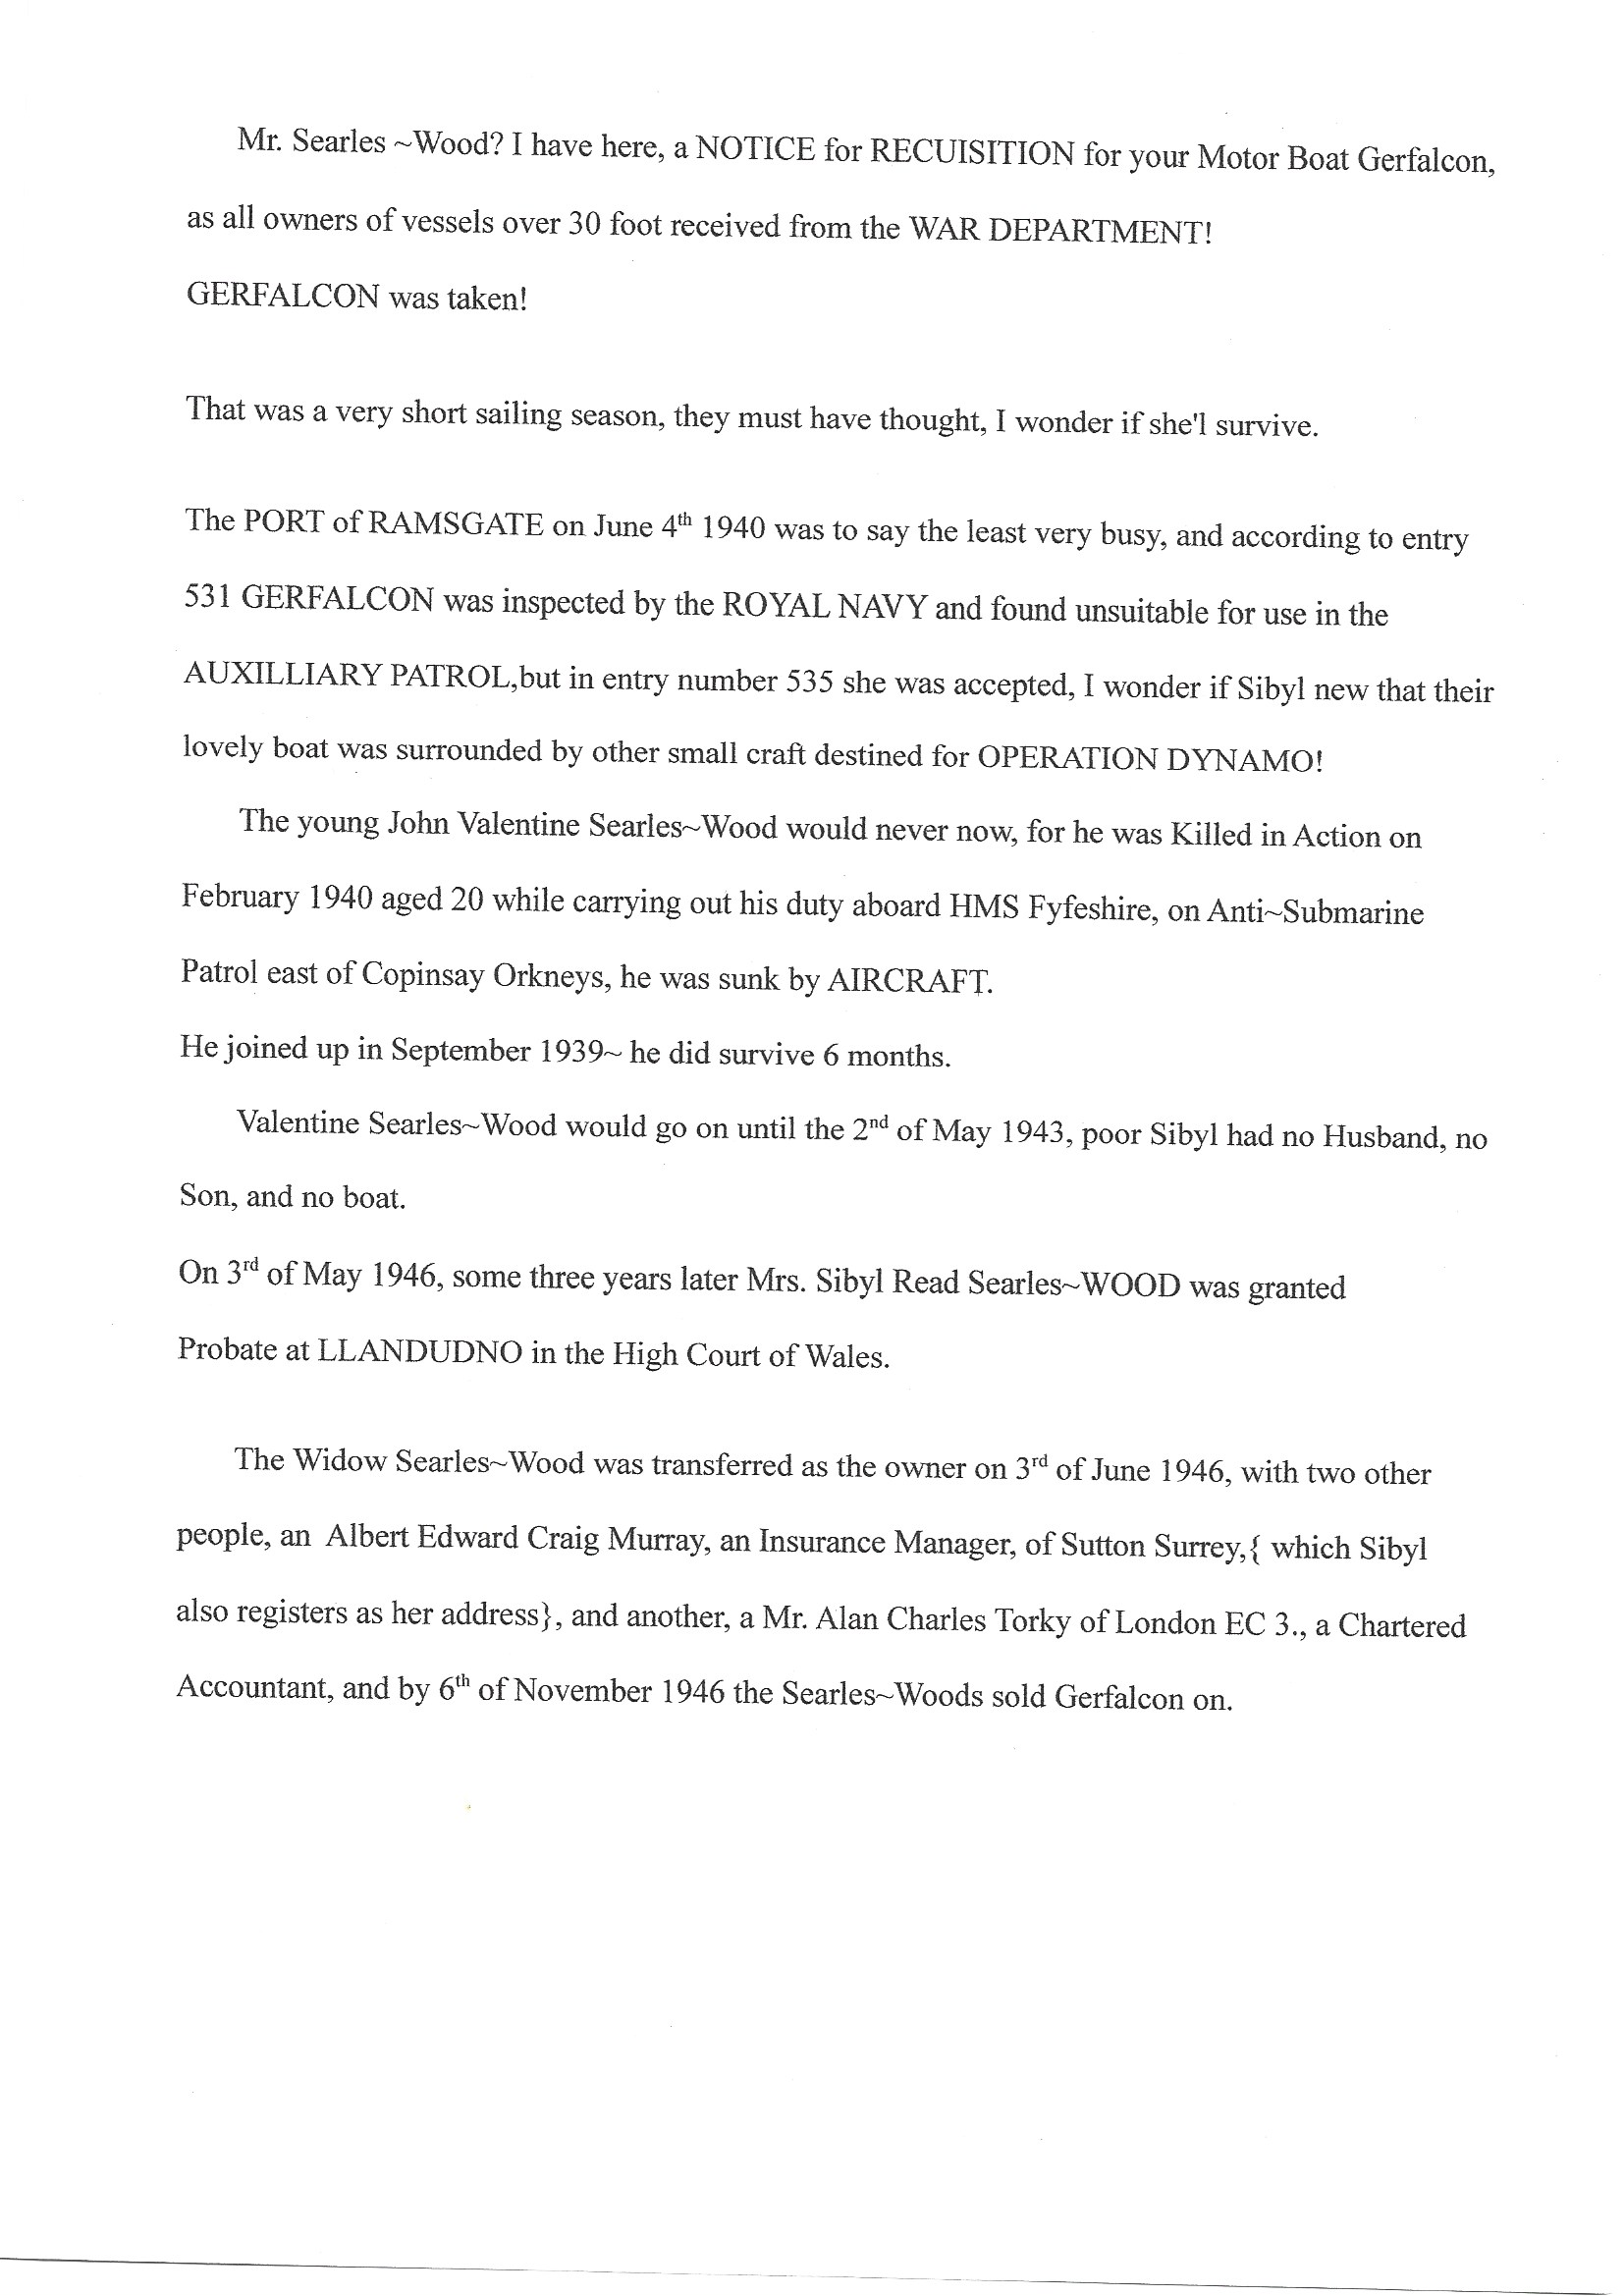 Mr. Searles ~Wood? I have here, a NOTICE for RECUISITION for your Motor Boat Gerfalcon,
as all owners of vessels over 30 foot received from the WAR DEPARTMENT!
GERFALCON was taken!
That was a very short sailing season, they must have thought, I wonder if she'l survive.
The PORT of RAMSGATE on June 4th 1940 was to say the least very busy, and according to entry
531 GERFALCON was inspected by the ROYAL NAVY and found unsuitable for use in the
AUXILLIARY PATROL,but in entry number 535 she was accepted, I wonder if Sibyl new that their
lovely boat was surrounded by other small craft destined for OPERATION DYNAMO!
The young John Valentine Searles~Wood would never now, for he was Killed in Action on
February 1940 aged 20 while carrying out his duty aboard HMS Fyfeshire, on Anti~Submarine
Patrol east of Copinsay Orkneys, he was sunk by AIRCRAFT.
He joined up in September 1939~ he did survive 6 months.
Valentine Searles~Wood would go on until the 2nd of May 1943, poor Sibyl had no Husband, no
Son, and no boat.
On 3rd of May 1946, some three years later Mrs. Sibyl Read Searles~WOOD was granted
Probate at LLANDUDNO in the High Court of Wales.
The Widow Searles~Wood was transferred as the owner on 3rd of June 1946, with two other
people, an  Albert Edward Craig Murray, an Insurance Manager, of Sutton Surrey,{ which Sibyl
also registers as her address}, and another, a Mr. Alan Charles Torky of London EC 3., a Chartered
Accountant, and by 6th of November 1946 the Searles~Woods sold Gerfalcon on.